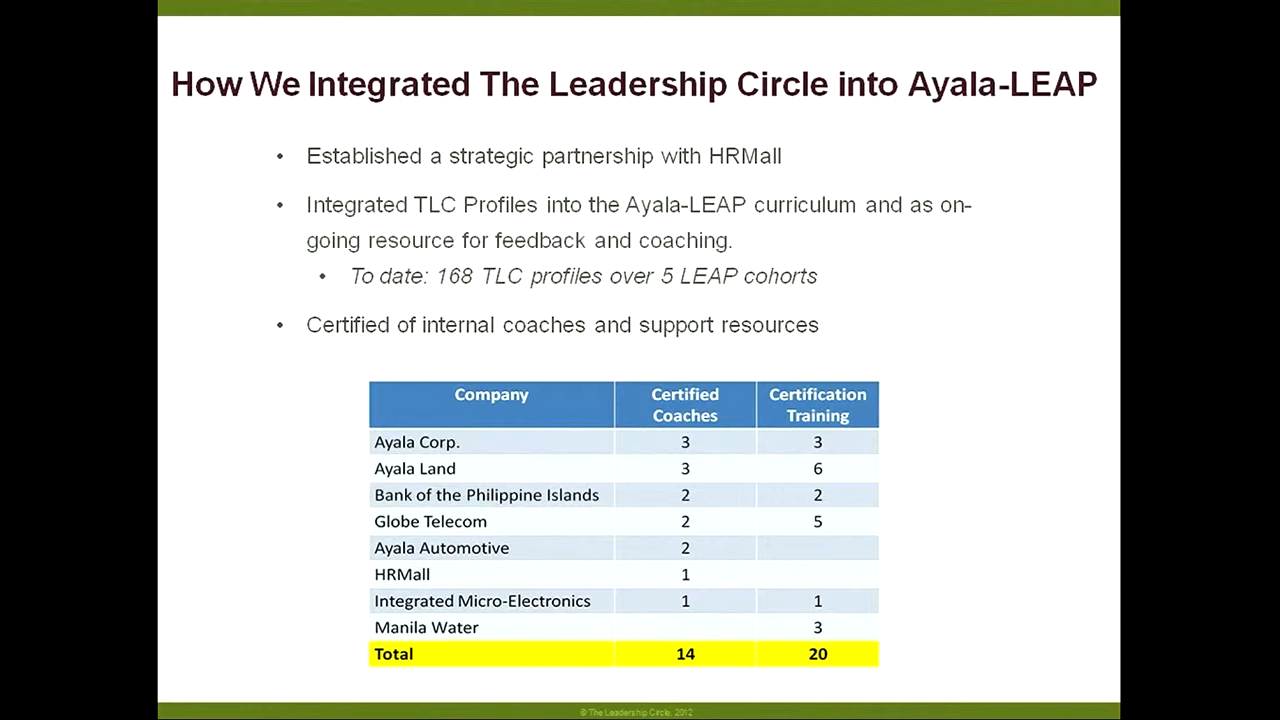 How We Integrated The Leadership Circle into Ayala-LEAP
• Established a strategic partnership with HRMall
• Integrated TLC Profiles into the Ayala-LEAP curriculum and as on-
going resource for feedback and coaching.
• To date: 168 TLC profiles over 5 LEAP cohorts
• Certified of internal coaches and support resources
Company Certified Coaches Certification Training
Ayala Corp. 3 3
Ayala Land 3 6
Bank of the Philippine Islands 2 2
Globe Telecom 2 5
Ayala Automotive 2
HRMall 1
Integrated Micro-Electronics 1 1
Manila Water 3
Total 14 20
© The Leadership Circle, 2012